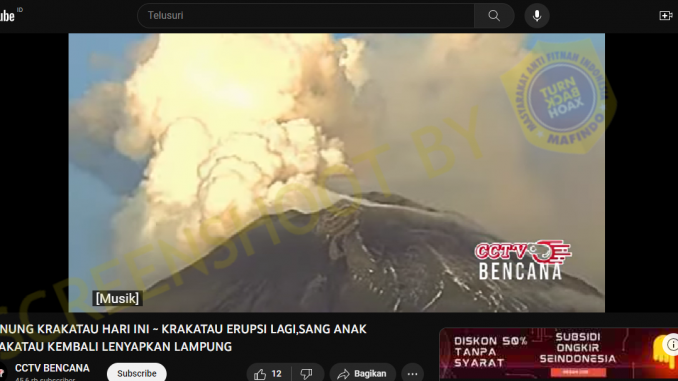 ube ID
Telusuri
MASYARAKAT ANTI FITNAH INDONESIA
TURN
BACK
HOAX
MAFINDO
SCREENSHOOT BY
CCTV
BENCANA
[Musik]
NUNG KRAKATAU HARI INI ~ KRAKATAU ERUPSI LAGI,SANG ANAK
AKATAU KEMBALI LENYAPKAN LAMPUNG
CCTV BENCANA
45,6 rb subscriber
Subscribe
12
Bagikan
DISKON 50%
TANPA
SYARAT
SUBSIDI
ONGKIR
SEINDONESIA